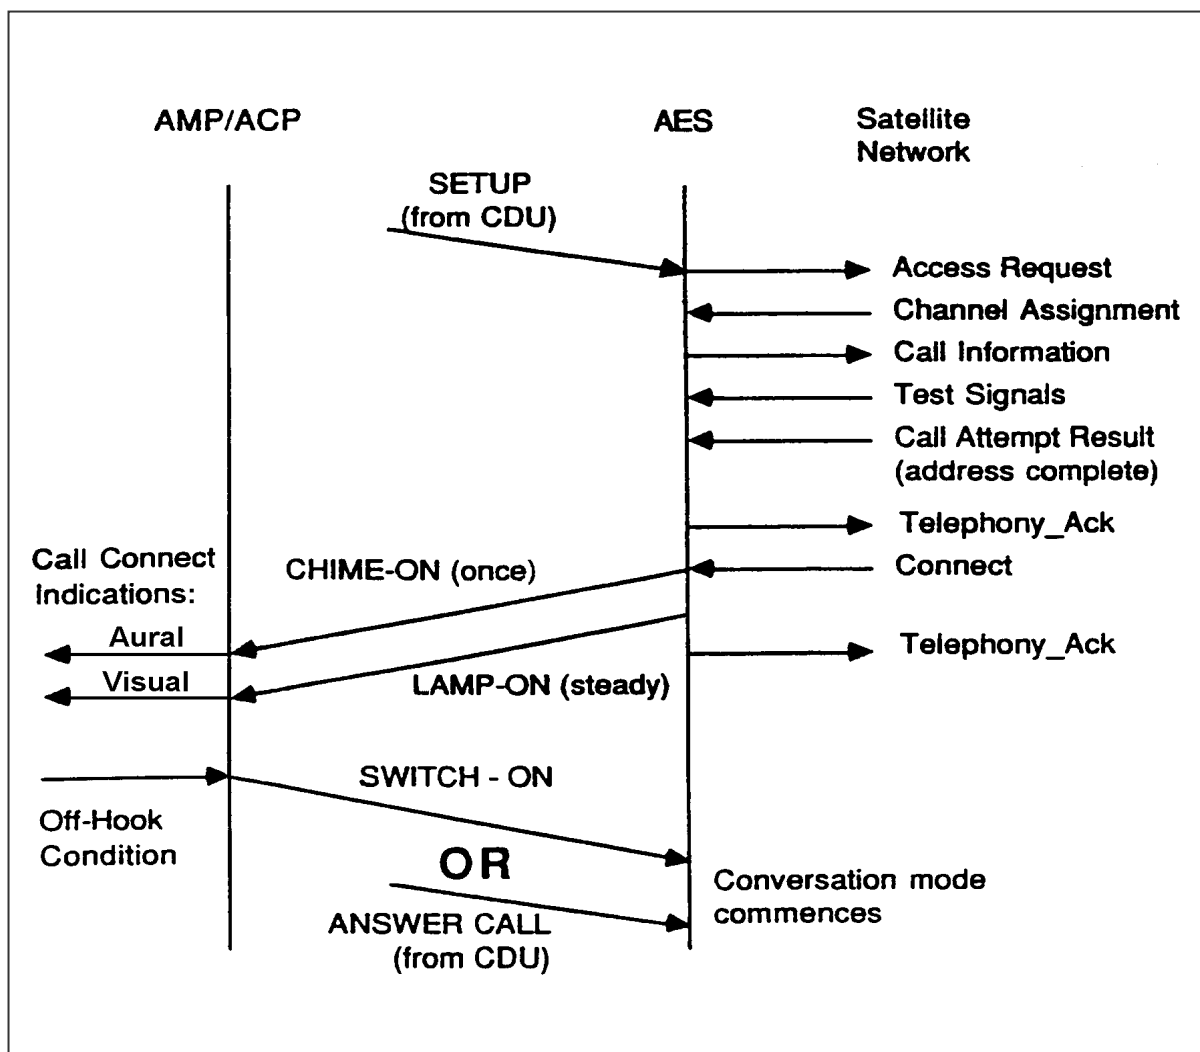 AMP/ACP
AES
Satellite
Network
SETUP
(from CDU)
Access Request
Channel Assignment
Call Information
Test Signals
Call Attempt Result
(address complete)
Telephony_Ack
Call Connect
Indications:
CHIME-ON (once)
Connect
Aural
Telephony_Ack
Visual
LAMP-ON (steady)
SWITCH - ON
Off-Hook
Condition
OR
Conversation mode
commences
ANSWER CALL
(from CDU)